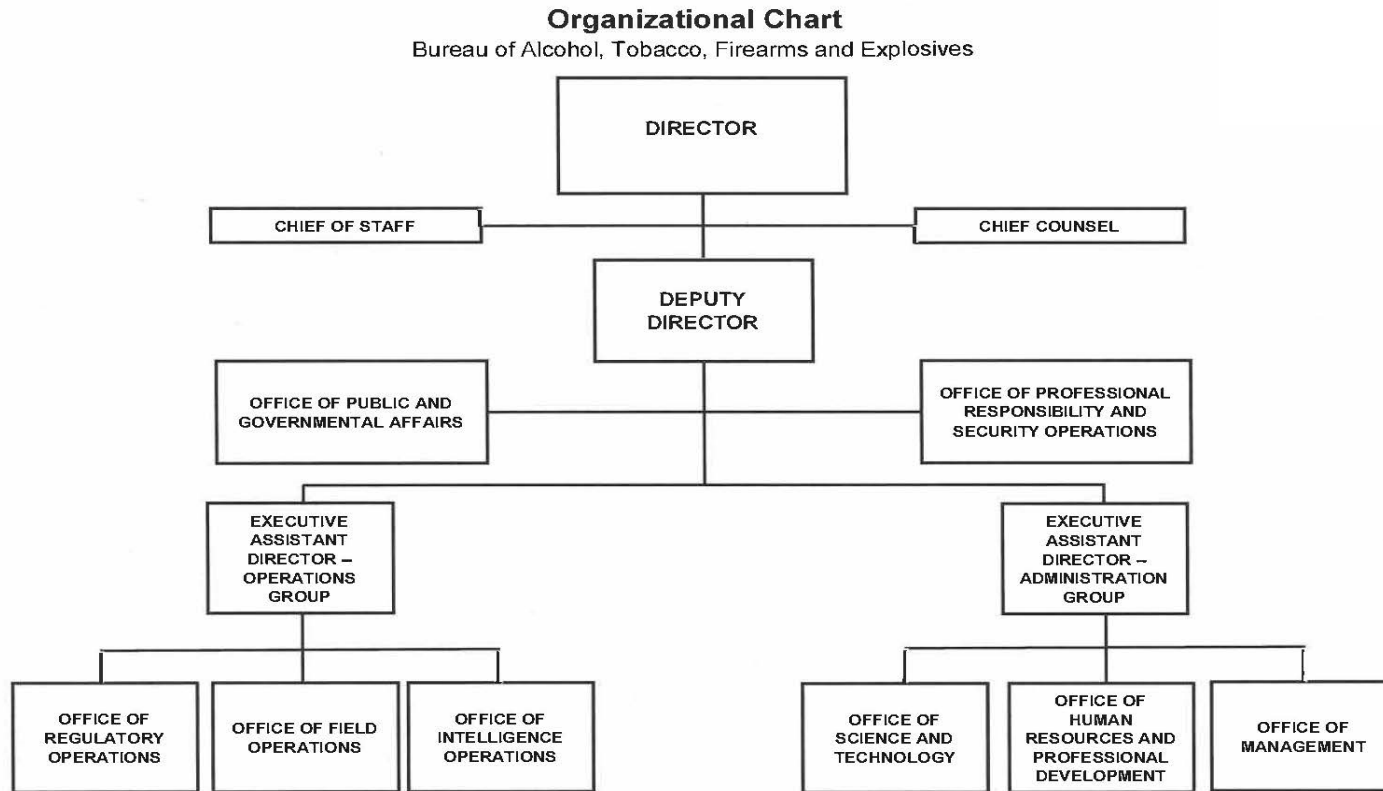 Organizational Chart
Bureau of Alcohol, Tobacco, Firearms and Explosives
DIRECTOR
CHIEF OF STAFF
CHIEF COUNSEL
DEPUTY
DIRECTOR
OFFICE OF PUBLIC AND
GOVERNMENTAL AFFAIRS
OFFICE OF PROFESSIONAL
RESPONSIBILITY AND
SECURITY OPERATIONS
EXECUTIVE
ASSISTANT
DIRECTOR –
OPERATIONS
GROUP
EXECUTIVE
ASSISTANT
DIRECTOR –
ADMINISTRATION
GROUP
OFFICE OF
REGULATORY
OPERATIONS
OFFICE OF FIELD
OPERATIONS
OFFICE OF
INTELLIGENCE
OPERATIONS
OFFICE OF
SCIENCE AND
TECHNOLOGY
OFFICE OF
HUMAN
RESOURCES AND
PROFESSIONAL
DEVELOPMENT
OFFICE OF
MANAGEMENT